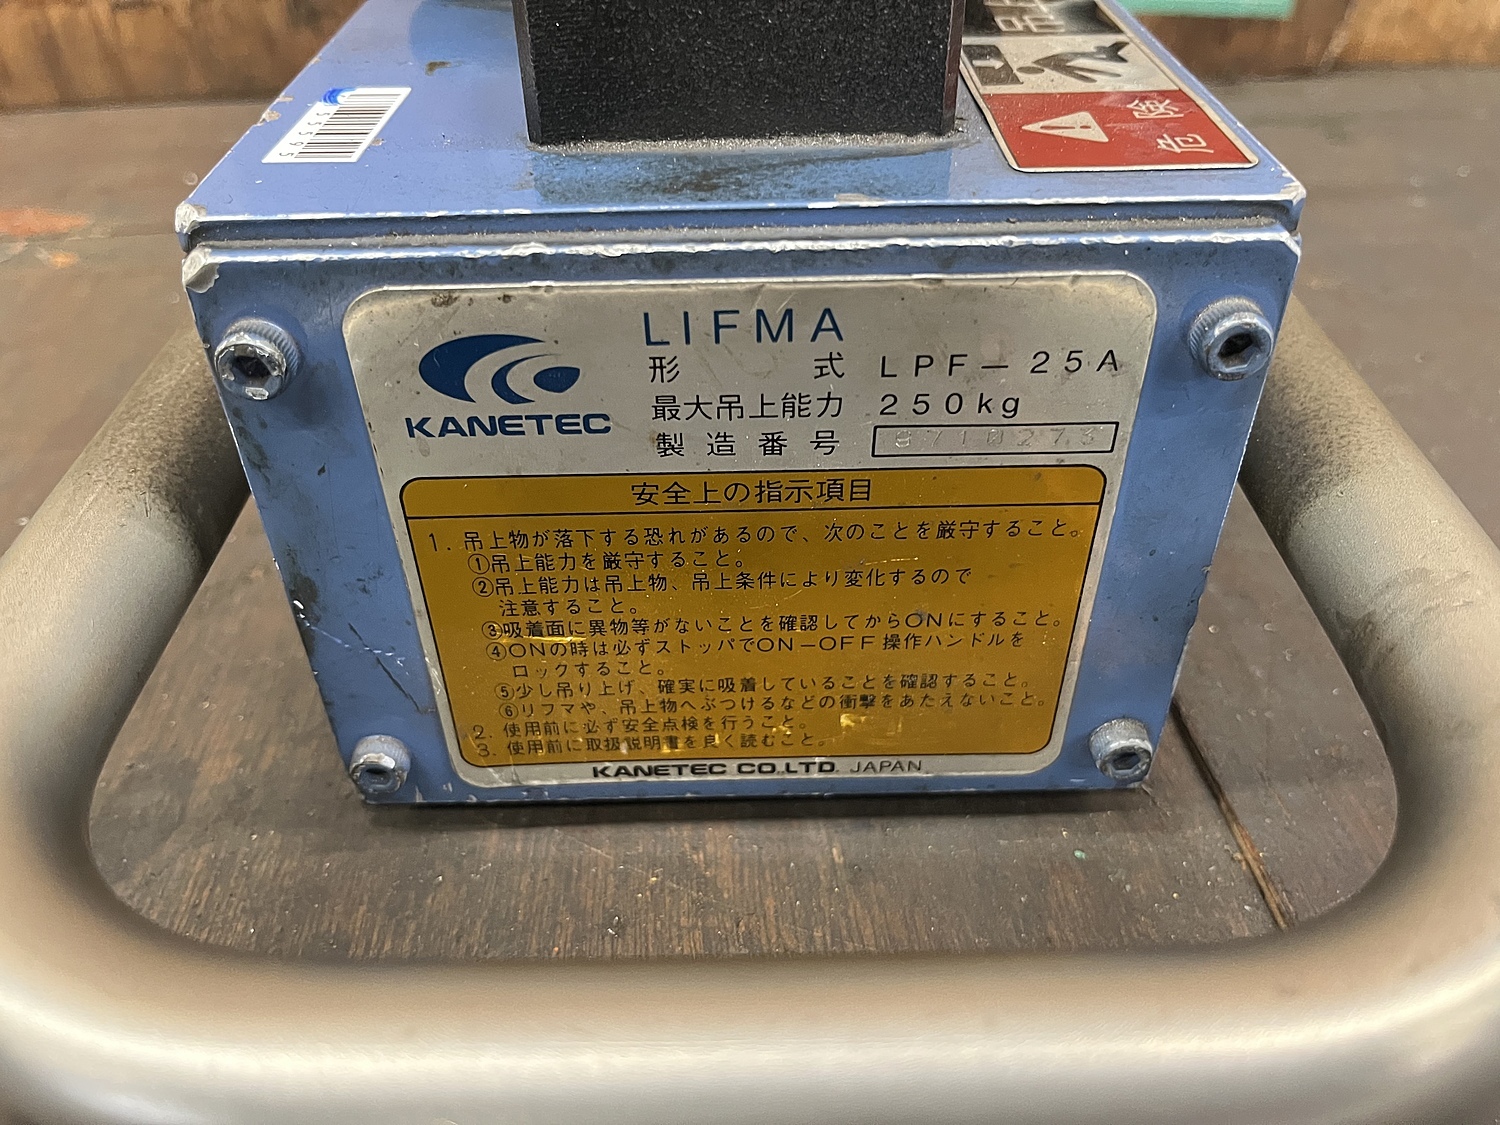 危険
LIFMA
KANETEC
形式 LPF-25A
最大吊上能力 250kg
製造番号
安全上の指示項目
1. 吊上物が落下する恐れがあるので、次のことを厳守すること。
①吊上能力を厳守すること。
②吊上能力は吊上物、吊上条件により変化するので
注意すること。
③吸着面に異物等がないことを確認してからONにすること。
④ONの時は必ずストッパでON-OFF操作ハンドルを
ロックすること。
⑤少し吊り上げ、確実に吸着していることを確認すること。
⑥リフマや、吊上物へぶつけるなどの衝撃をあたえないこと。
2. 使用前に必ず安全点検を行うこと。
3. 使用前に取扱説明書を良く読むこと。
KANETEC CO.,LTD. JAPAN